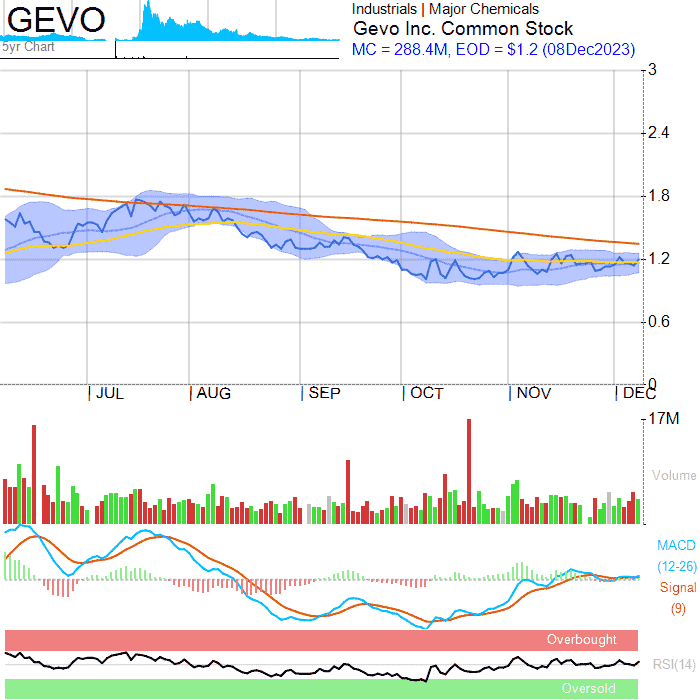 GEVO
5yr Chart
Industrials | Major Chemicals
Gevo Inc. Common Stock
MC = 288.4M, EOD = $1.2 (08Dec2023)
3
2.4
1.8
1.2
0.6
0
JUL
AUG
SEP
OCT
NOV
DEC
17M
Volume
MACD
(12-26)
Signal
(9)
Overbought
RSI(14)
Oversold